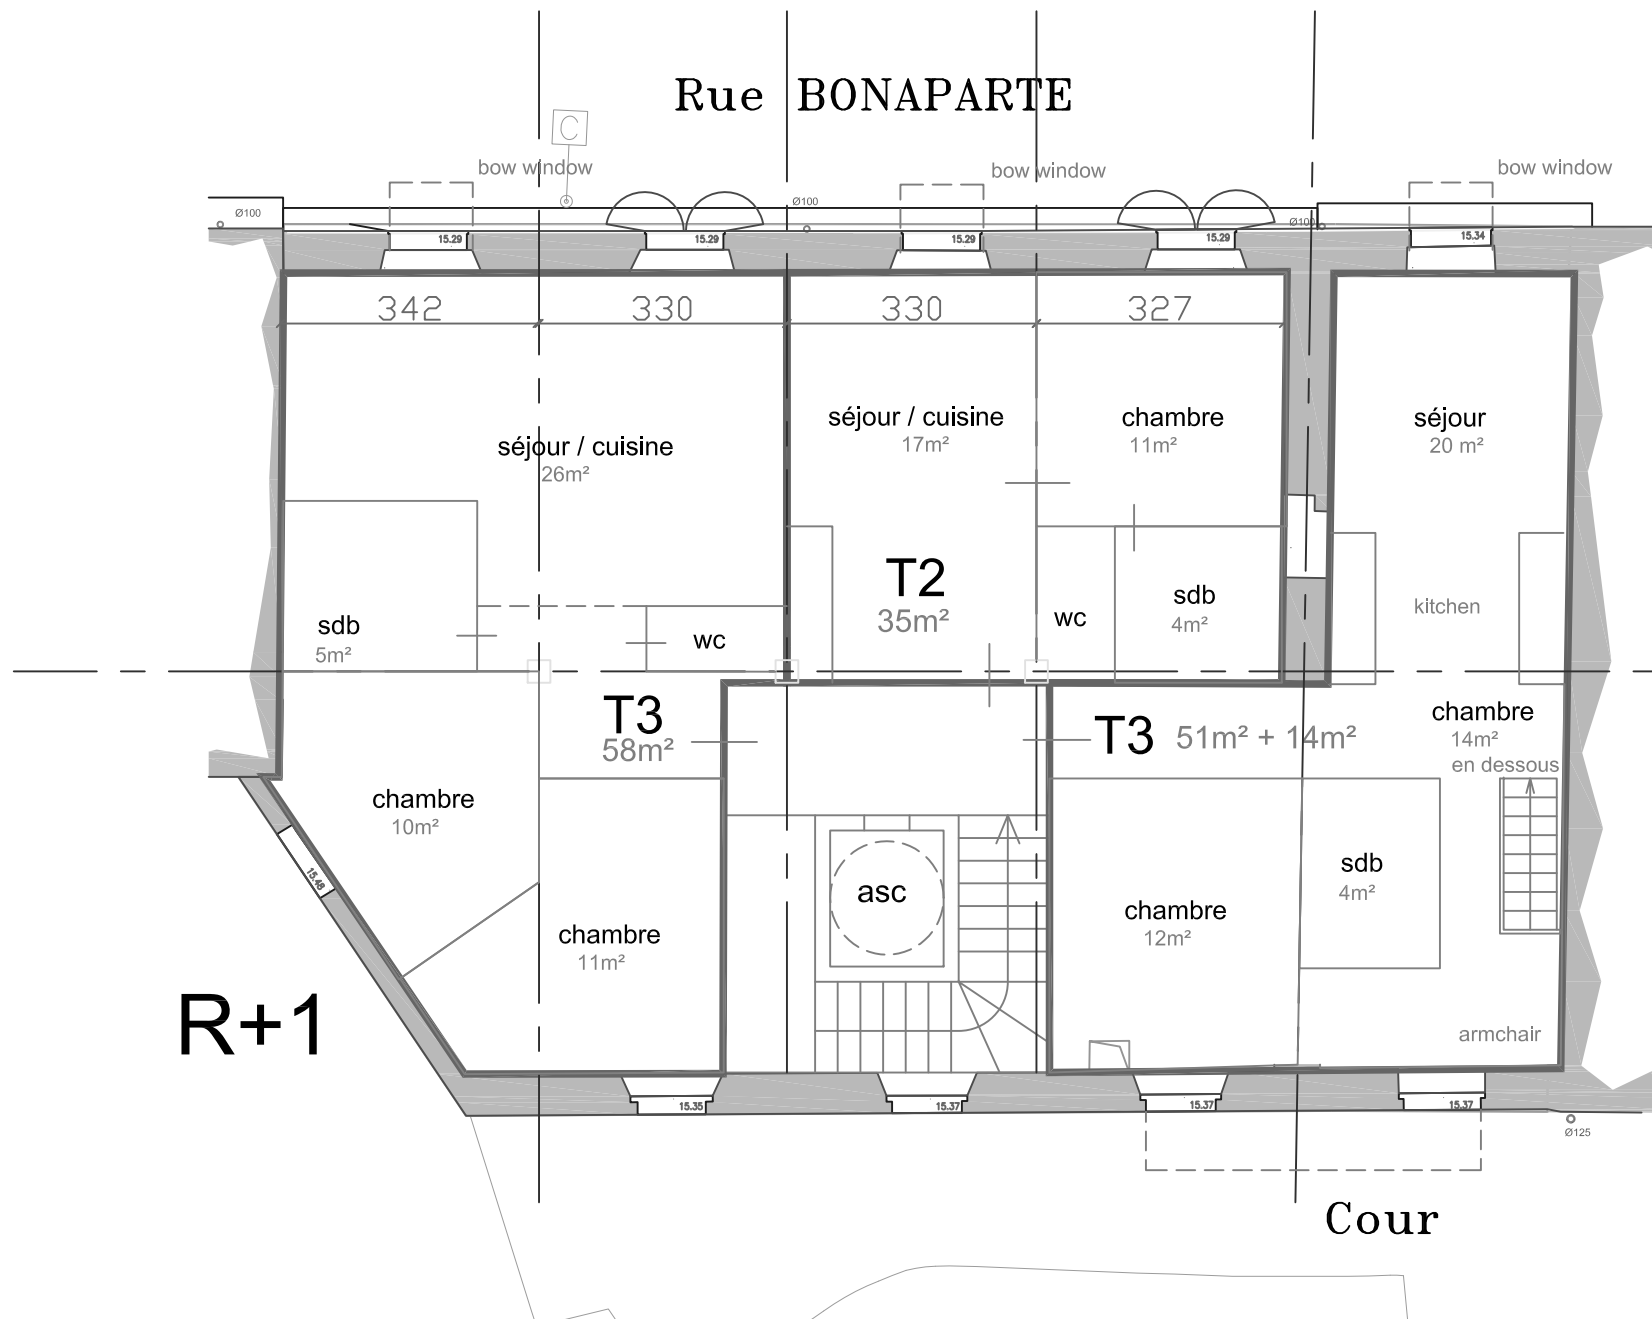 Rue BONAPARTE
C
bow window
bow window
bow window
Ø100
Ø100
Ø100
15.29
15.29
15.29
15.29
15.34
342
330
330
327
séjour / cuisine
26m²
séjour / cuisine
17m²
chambre
11m²
séjour
20 m²
T2
35m²
sdb
5m²
wc
wc
sdb
4m²
kitchen
T3
58m²
T3 51m² + 14m²
chambre
14m²
en dessous
chambre
10m²
15.48
asc
sdb
4m²
chambre
11m²
chambre
12m²
R+1
armchair
15.35
15.37
15.37
15.37
Ø125
Cour